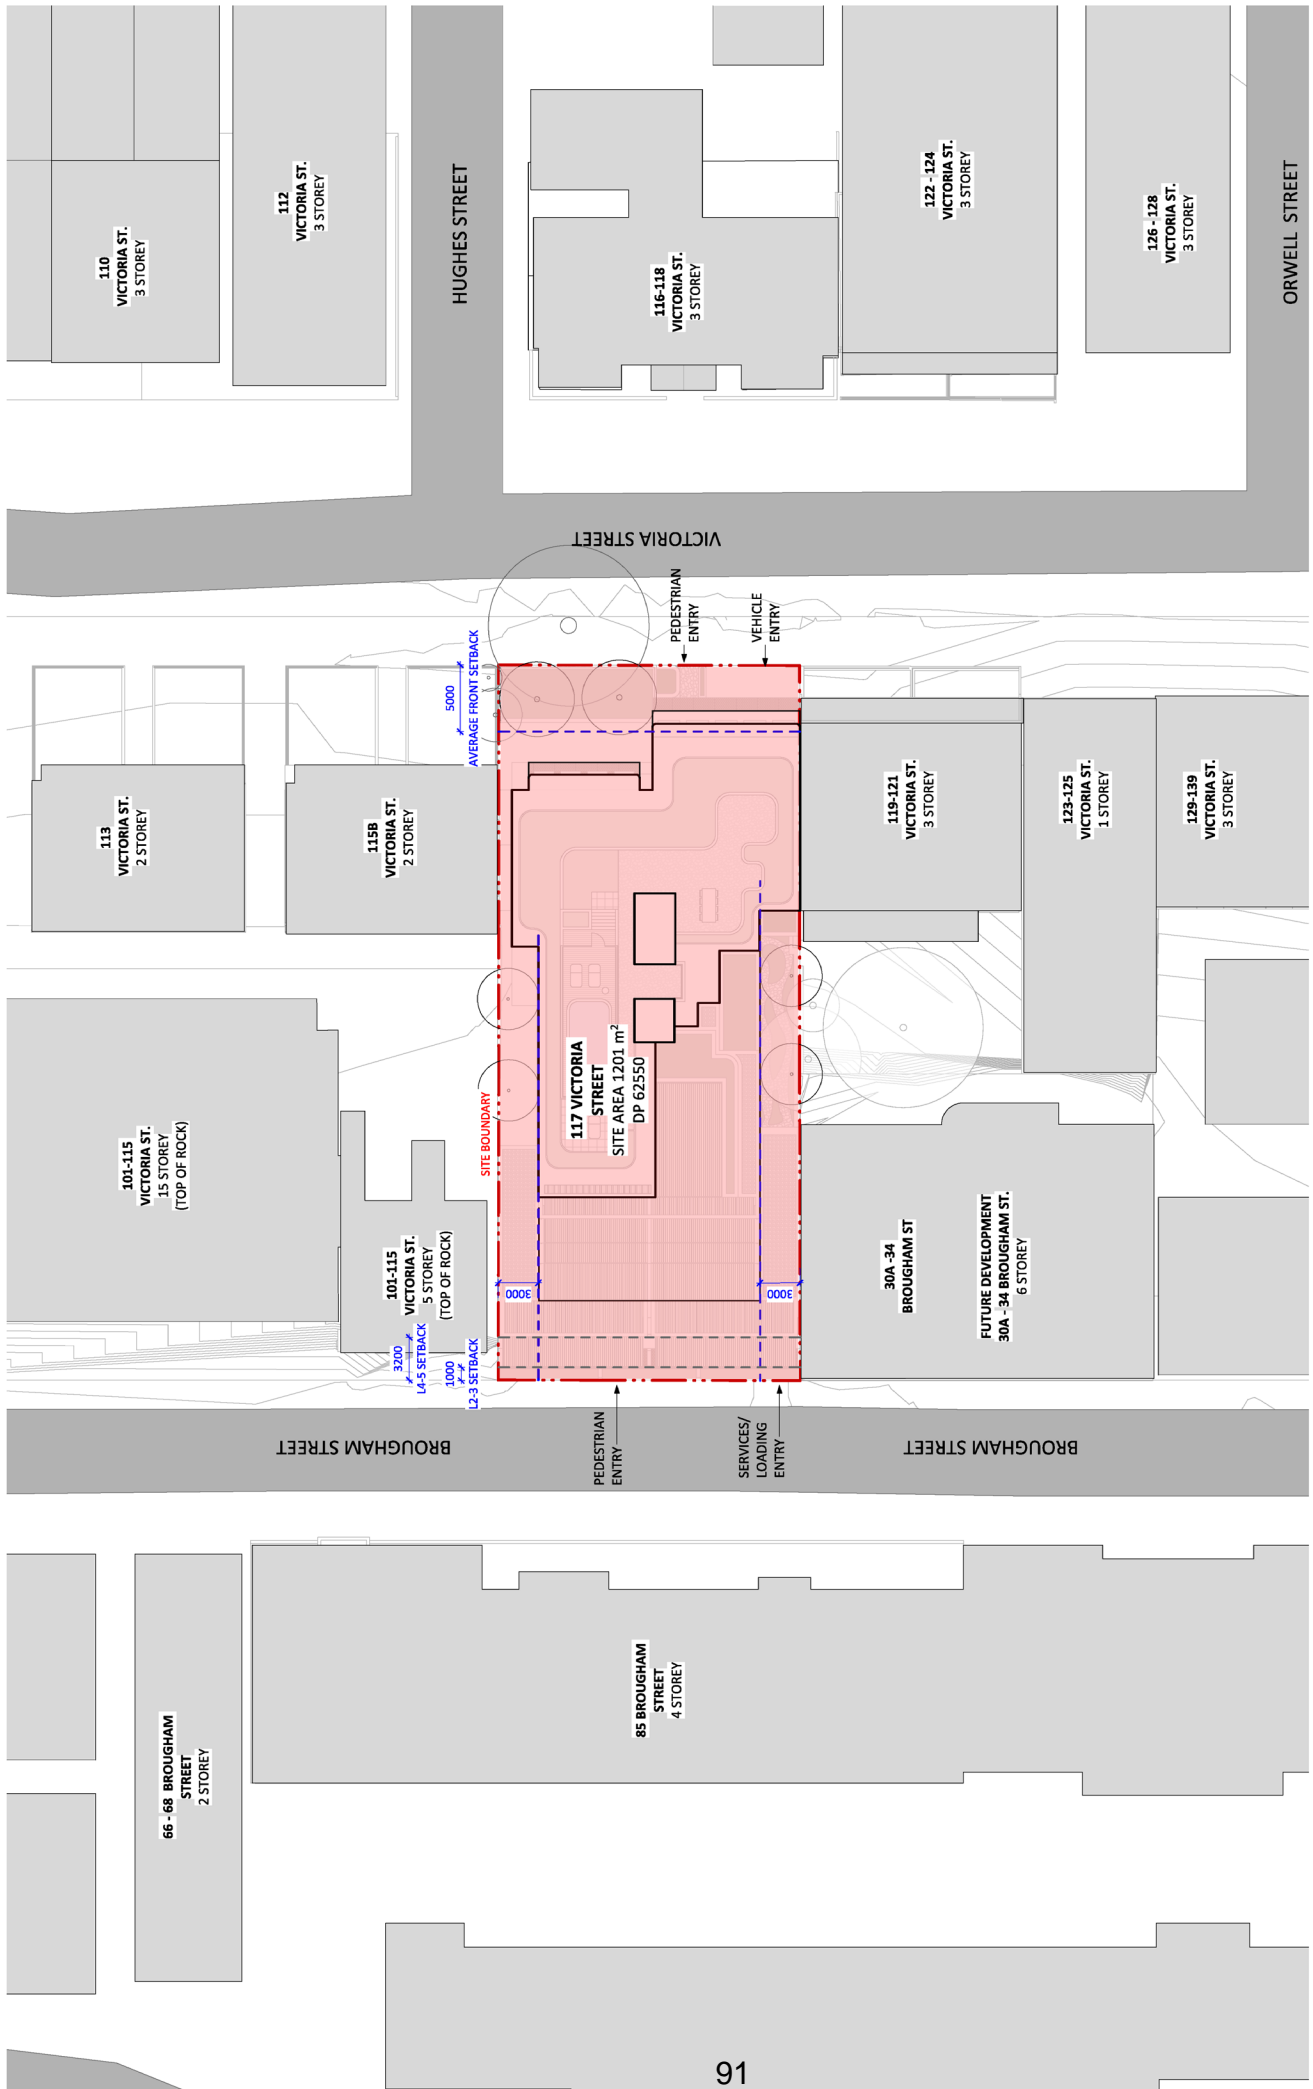 110
VICTORIA ST.
3 STOREY
112
VICTORIA ST.
3 STOREY
HUGHES STREET
116-118
VICTORIA ST.
3 STOREY
122 - 124
VICTORIA ST.
3 STOREY
126 - 128
VICTORIA ST.
3 STOREY
ORWELL STREET
VICTORIA STREET
PEDESTRIAN
ENTRY
VEHICLE
ENTRY
5000
AVERAGE FRONT SETBACK
113
VICTORIA ST.
2 STOREY
115B
VICTORIA ST.
2 STOREY
119-121
VICTORIA ST.
3 STOREY
123-125
VICTORIA ST.
1 STOREY
129-139
VICTORIA ST.
3 STOREY
101-115
VICTORIA ST.
15 STOREY
(TOP OF ROCK)
SITE BOUNDARY
117 VICTORIA
STREET
SITE AREA 1201 m²
DP 62550
101-115
VICTORIA ST.
5 STOREY
(TOP OF ROCK)
3000
3000
30A -34
BROUGHAM ST
FUTURE DEVELOPMENT
30A - 34 BROUGHAM ST.
6 STOREY
3200
L4-5 SETBACK
1000
L2-3 SETBACK
BROUGHAM STREET
PEDESTRIAN
ENTRY
SERVICES/
LOADING
ENTRY
BROUGHAM STREET
66 - 68 BROUGHAM
STREET
2 STOREY
85 BROUGHAM
STREET
4 STOREY
91